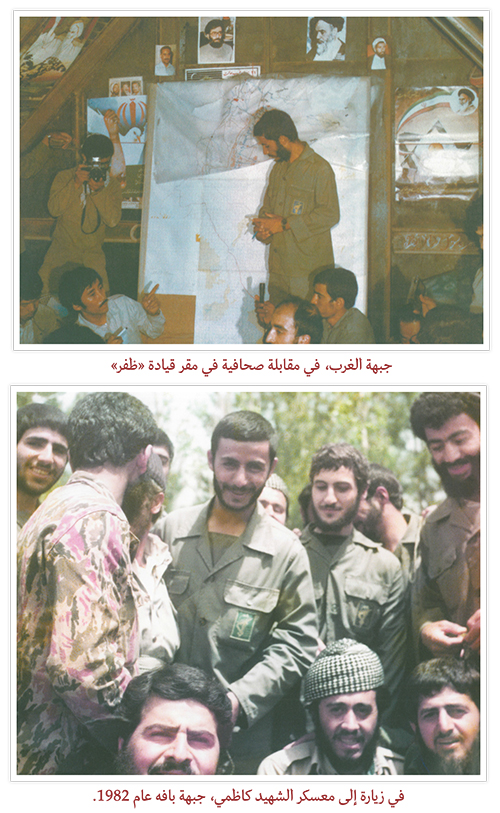 جبهة الغرب، في مقابلة صحافية في مقر قيادة «ظفر»
في زيارة إلى معسكر الشهيد كاظمي، جبهة بافه عام 1982.